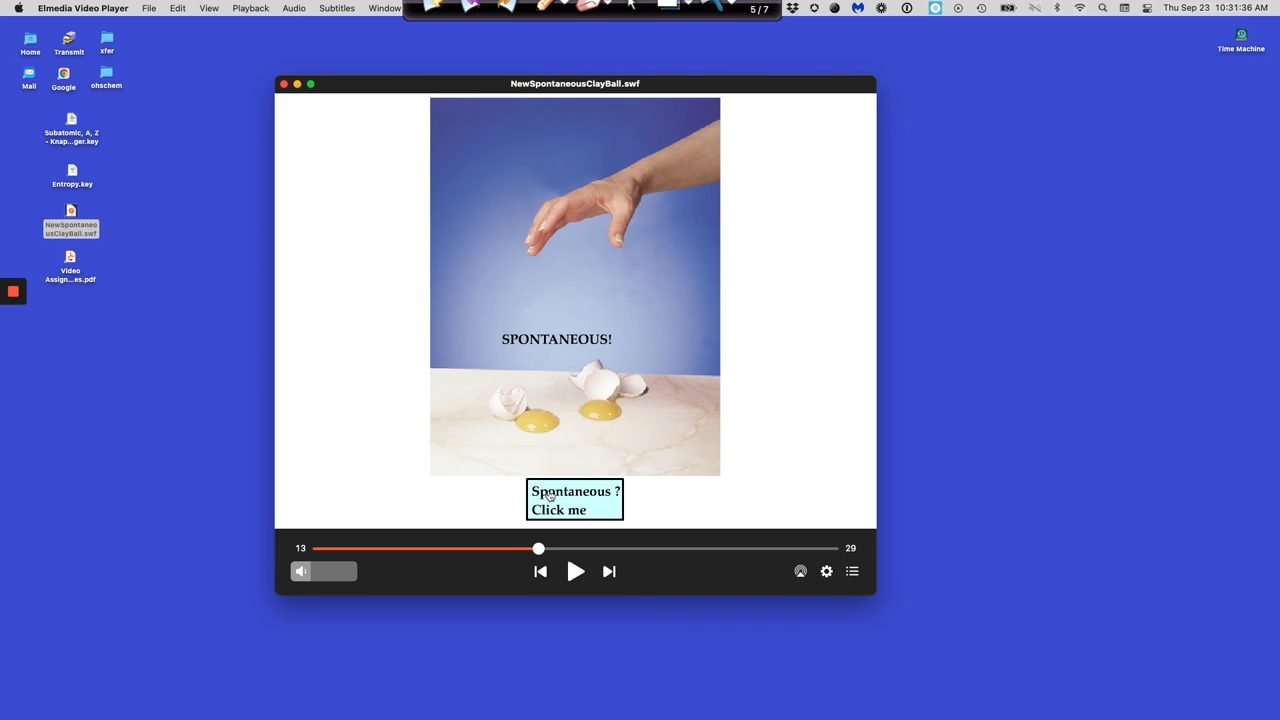 Elmedia Video Player File Edit View Playback Audio Subtitles Window
5 / 7
Thu Sep 23 10:31:36 AM
Home
Transmit
xfer
Mail
Google
ohschem
Time Machine
Subatomic, A, Z
- Knap...ger.key
Entropy.key
NewSpontaneo
usClayBall.swf
Video
Assign...es.pdf
NewSpontaneousClayBall.swf
SPONTANEOUS!
Spontaneous ?
Click me
13
29